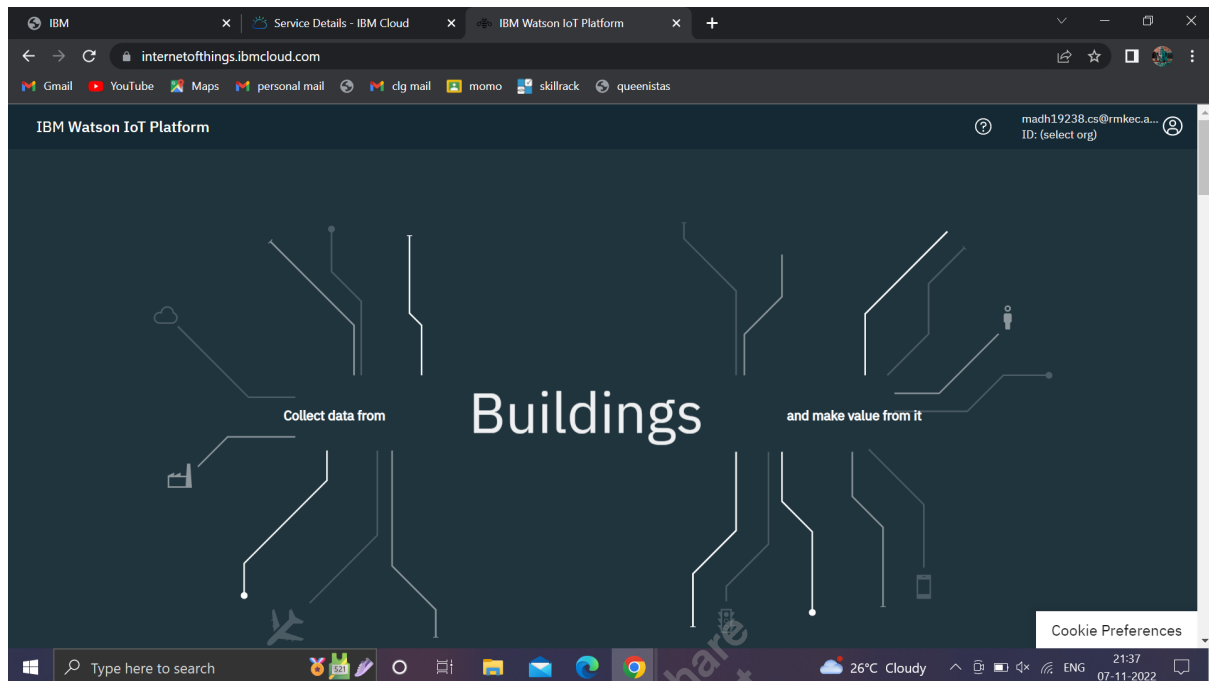 IBM
Service Details - IBM Cloud
IBM Watson IoT Platform
internetofthings.ibmcloud.com
Gmail
YouTube
Maps
personal mail
clg mail
momo
skillrack
queenistas
IBM Watson IoT Platform
madh19238.cs@rmkec.a...
ID: (select org)
Collect data from
Buildings
and make value from it
Cookie Preferences
Type here to search
521
26°C Cloudy
ENG
21:37
07-11-2022